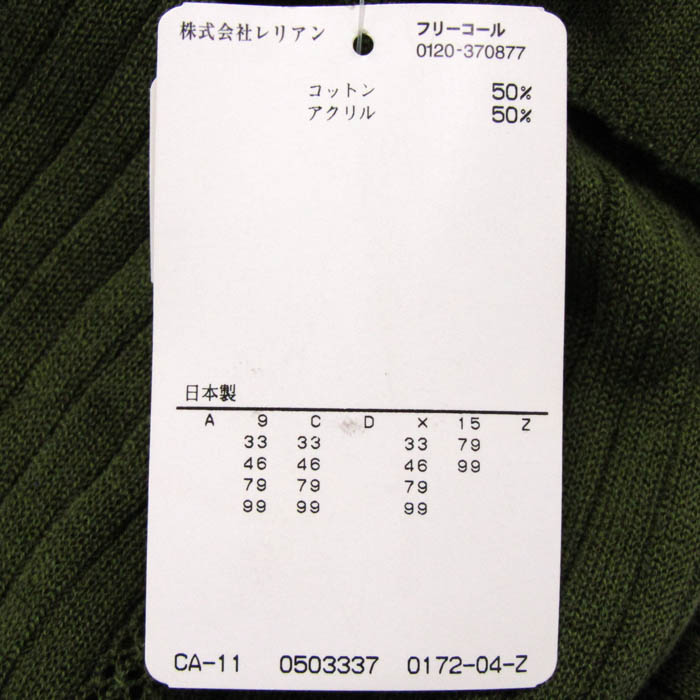 株式会社レリアン フリーコール
0120-370877
コットン 50%
アクリル 50%
日本製
A 9 C D X 15 Z
33 33 33 79
46 46 46 99
79 79 79
99 99 99
CA-11 0503337 0172-04-Z